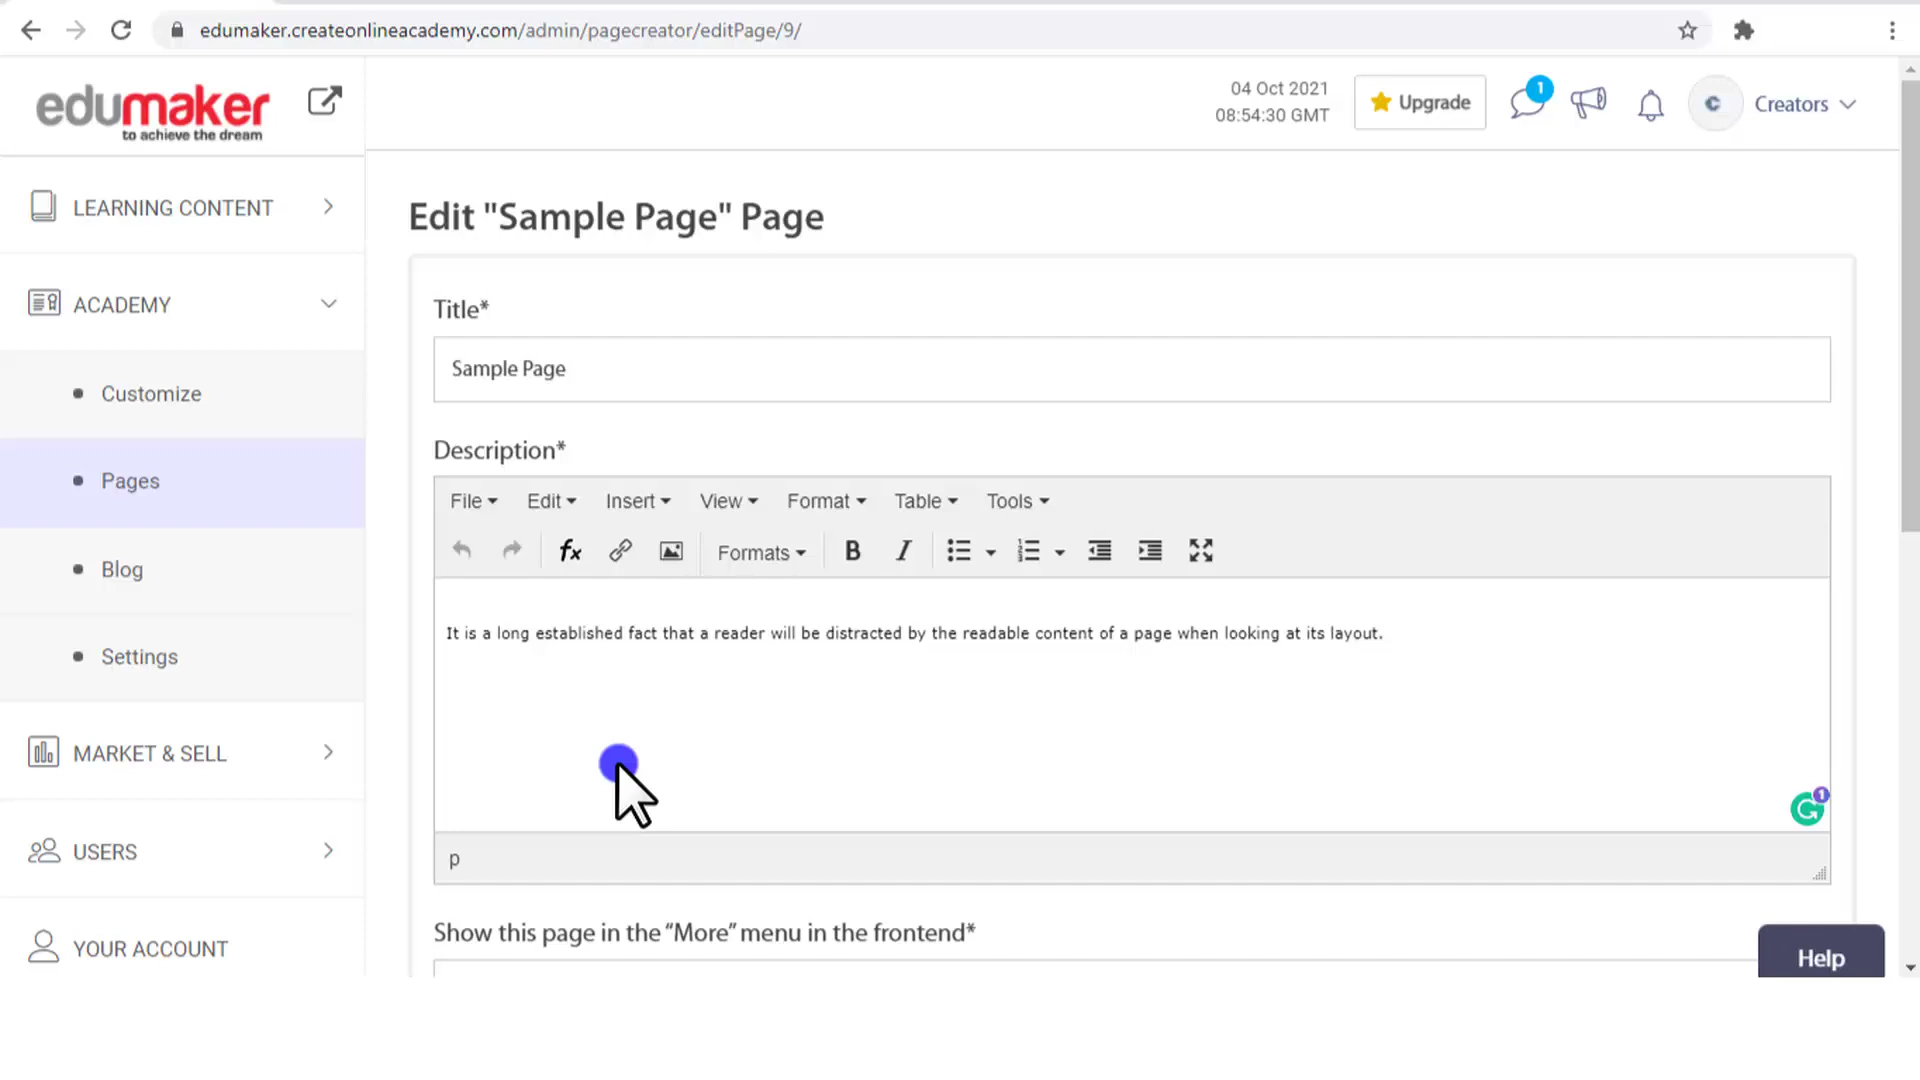 edumaker.createonlineacademy.com/admin/pagecreator/editPage/9/
edumaker
to achieve the dream
04 Oct 2021
08:54:30 GMT
Upgrade
1
C
Creators
LEARNING CONTENT
ACADEMY
Customize
Pages
Blog
Settings
MARKET & SELL
USERS
YOUR ACCOUNT
Edit "Sample Page" Page
Title*
Sample Page
Description*
File Edit Insert View Format Table Tools
fx Formats B I
It is a long established fact that a reader will be distracted by the readable content of a page when looking at its layout.
1
p
Show this page in the “More” menu in the frontend*
Help